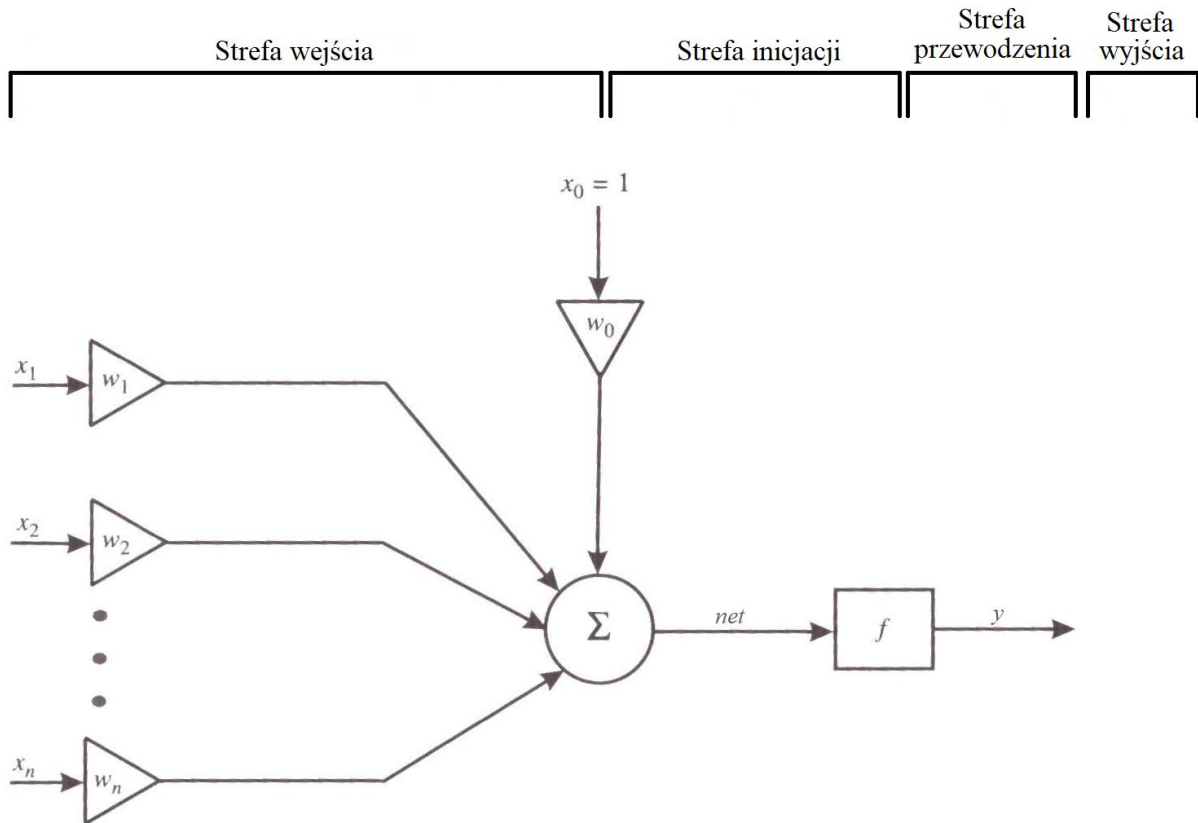 Strefa wejścia
Strefa inicjacji
Strefa
przewodzenia
Strefa
wyjścia
x₀ = 1
w₀
x₁
w₁
x₂
w₂
Σ
net
f
y
xₙ
wₙ